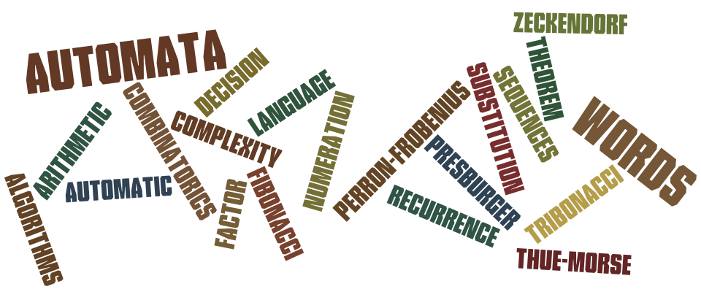 AUTOMATA
DECISION
LANGUAGE
ARITHMETIC
COMBINATORICS
COMPLEXITY
NUMERATION
AUTOMATIC
ALGORITHMS
FACTOR
FIBONACCI
PERRON-FROBENIUS
SUBSTITUTION
SEQUENCES
THEOREM
ZECKENDORF
WORDS
PRESBURGER
RECURRENCE
TRIBONACCI
THUE-MORSE